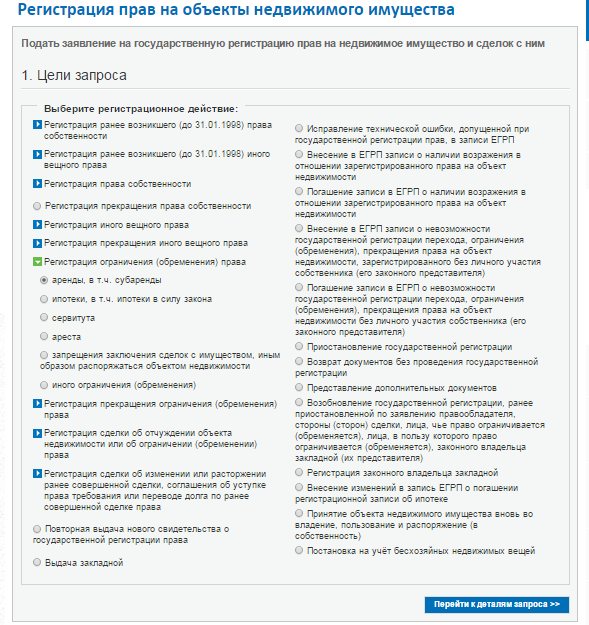 Регистрация прав на объекты недвижимого имущества
Подать заявление на государственную регистрацию прав на недвижимое имущество и сделок с ним
1. Цели запроса
Выберите регистрационное действие:
Регистрация ранее возникшего (до 31.01.1998) права
собственности
Регистрация ранее возникшего (до 31.01.1998) иного
вещного права
Регистрация права собственности
Регистрация прекращения права собственности
Регистрация иного вещного права
Регистрация прекращения иного вещного права
Регистрация ограничения (обременения) права
аренды, в т.ч. субаренды
ипотеки, в т.ч. ипотеки в силу закона
сервитута
ареста
запрещения заключения сделок с имуществом, иным
образом распоряжаться объектом недвижимости
иного ограничения (обременения)
Регистрация прекращения ограничения (обременения)
права
Регистрация сделки об отчуждении объекта
недвижимости или об ограничении (обременении)
права
Регистрация сделки об изменении или расторжении
ранее совершенной сделки, соглашения об уступке
права требования или переводе долга по ранее
совершенной сделке права
Повторная выдача нового свидетельства о
государственной регистрации права
Выдача закладной
Исправление технической ошибки, допущенной при
государственной регистрации прав, в записи ЕГРП
Внесение в ЕГРП записи о наличии возражения в
отношении зарегистрированного права на объект
недвижимости
Погашение записи в ЕГРП о наличии возражения в
отношении зарегистрированного права на объект
недвижимости
Внесение в ЕГРП записи о невозможности
государственной регистрации перехода, ограничения
(обременения), прекращения права на объект
недвижимости, зарегистрированного без личного участия
собственника (его законного представителя)
Погашение записи в ЕГРП о невозможности
государственной регистрации перехода, ограничения
(обременения), прекращения права на объект
недвижимости без личного участия собственника (его
законного представителя)
Приостановление государственной регистрации
Возврат документов без проведения государственной
регистрации
Представление дополнительных документов
Возобновление государственной регистрации, ранее
приостановленной по заявлению правообладателя,
стороны (сторон) сделки, лица, чье право ограничивается
(обременяется), лица, в пользу которого право
ограничивается (обременяется), законного владельца
закладной (их представителя)
Регистрация законного владельца закладной
Внесение изменений в запись ЕГРП о погашении
регистрационной записи об ипотеке
Принятие объекта недвижимого имущества вновь во
владение, пользование и распоряжение (в
собственность)
Постановка на учёт бесхозяйных недвижимых вещей
Перейти к деталям запроса >>